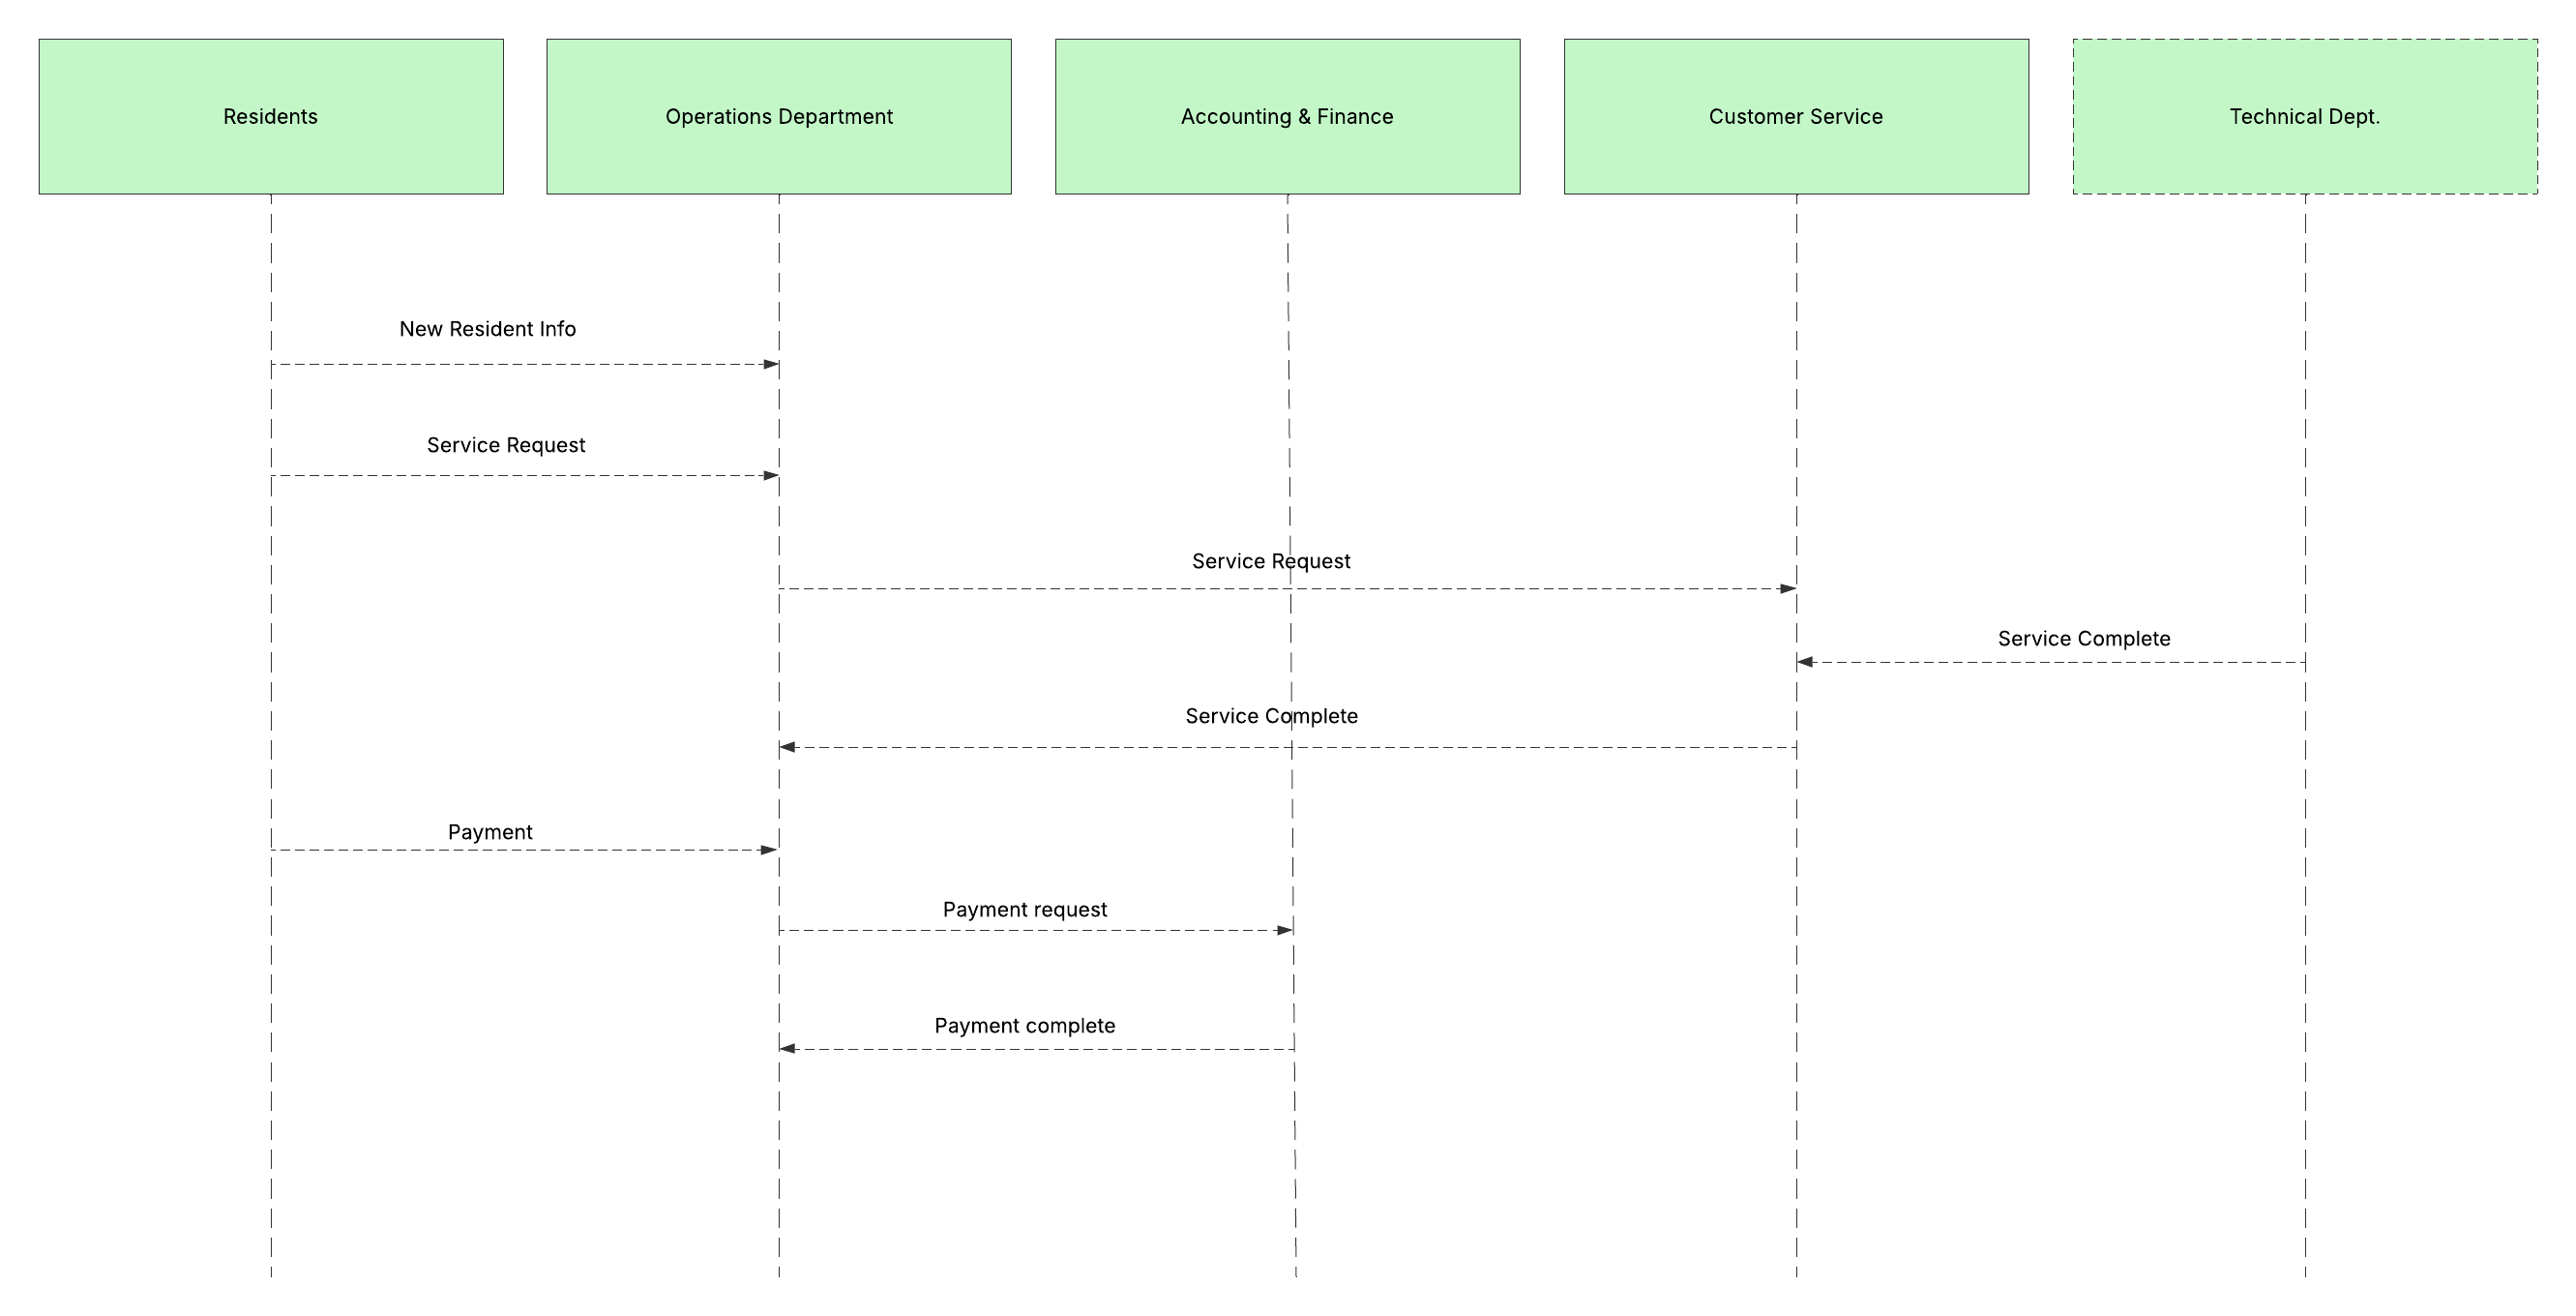 Residents
Operations Department
Accounting & Finance
Customer Service
Technical Dept.
New Resident Info
Service Request
Service Request
Service Complete
Service Complete
Payment
Payment request
Payment complete